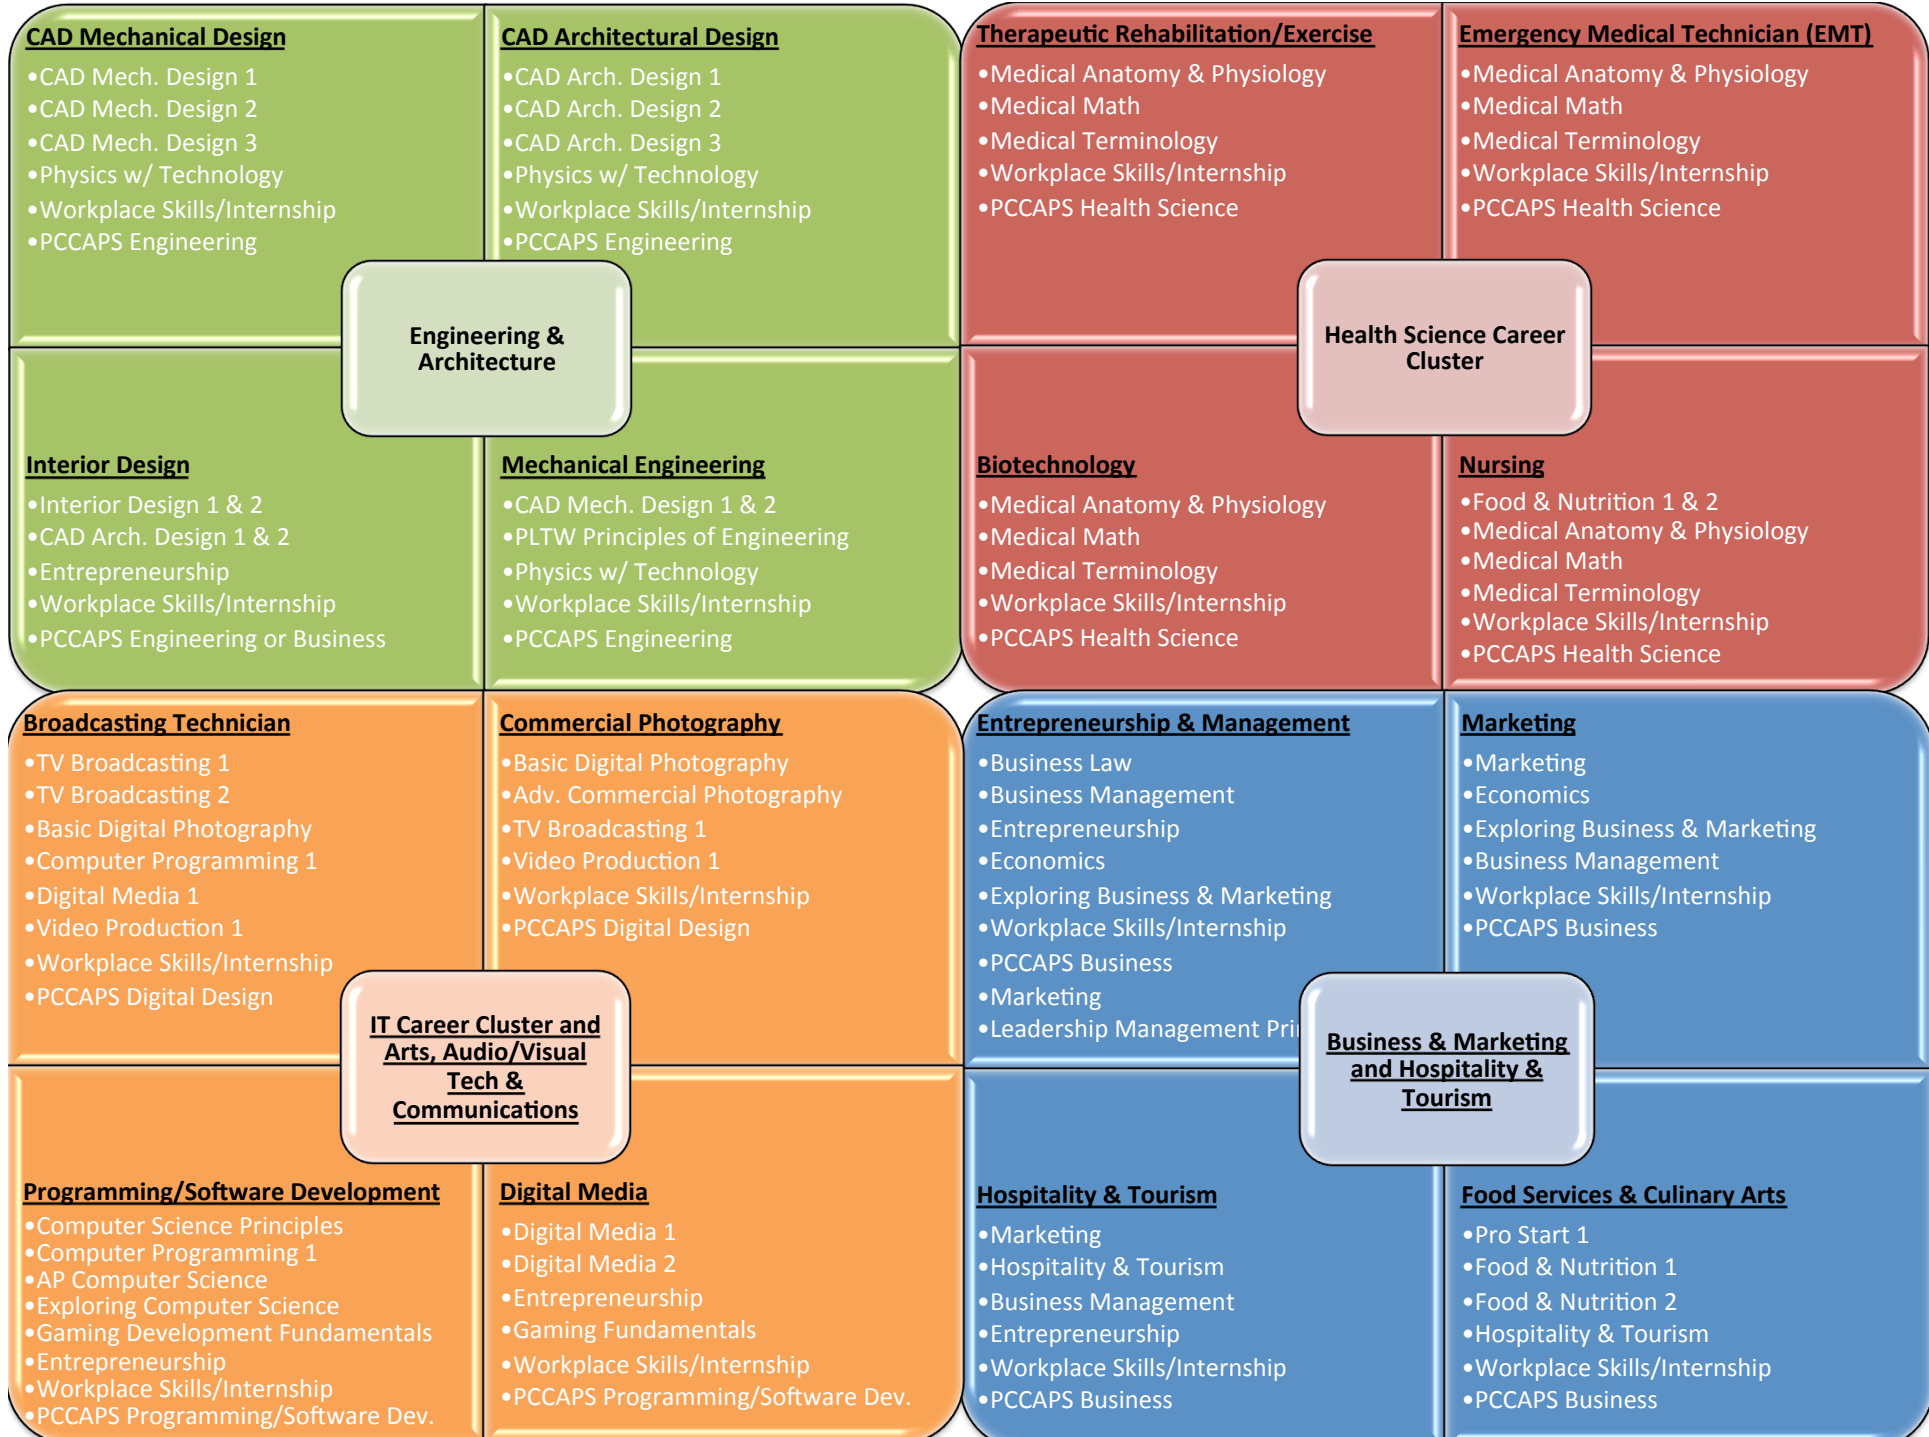 CAD Mechanical Design
•CAD Mech. Design 1
•CAD Mech. Design 2
•CAD Mech. Design 3
•Physics w/ Technology
•Workplace Skills/Internship
•PCCAPS Engineering
CAD Architectural Design
•CAD Arch. Design 1
•CAD Arch. Design 2
•CAD Arch. Design 3
•Physics w/ Technology
•Workplace Skills/Internship
•PCCAPS Engineering
Engineering &
Architecture
Interior Design
•Interior Design 1 & 2
•CAD Arch. Design 1 & 2
•Entrepreneurship
•Workplace Skills/Internship
•PCCAPS Engineering or Business
Mechanical Engineering
•CAD Mech. Design 1 & 2
•PLTW Principles of Engineering
•Physics w/ Technology
•Workplace Skills/Internship
•PCCAPS Engineering
Therapeutic Rehabilitation/Exercise
•Medical Anatomy & Physiology
•Medical Math
•Medical Terminology
•Workplace Skills/Internship
•PCCAPS Health Science
Emergency Medical Technician (EMT)
•Medical Anatomy & Physiology
•Medical Math
•Medical Terminology
•Workplace Skills/Internship
•PCCAPS Health Science
Health Science Career
Cluster
Biotechnology
•Medical Anatomy & Physiology
•Medical Math
•Medical Terminology
•Workplace Skills/Internship
•PCCAPS Health Science
Nursing
•Food & Nutrition 1 & 2
•Medical Anatomy & Physiology
•Medical Math
•Medical Terminology
•Workplace Skills/Internship
•PCCAPS Health Science
Broadcasting Technician
•TV Broadcasting 1
•TV Broadcasting 2
•Basic Digital Photography
•Computer Programming 1
•Digital Media 1
•Video Production 1
•Workplace Skills/Internship
•PCCAPS Digital Design
Commercial Photography
•Basic Digital Photography
•Adv. Commercial Photography
•TV Broadcasting 1
•Video Production 1
•Workplace Skills/Internship
•PCCAPS Digital Design
IT Career Cluster and
Arts, Audio/Visual
Tech &
Communications
Programming/Software Development
•Computer Science Principles
•Computer Programming 1
•AP Computer Science
•Exploring Computer Science
•Gaming Development Fundamentals
•Entrepreneurship
•Workplace Skills/Internship
•PCCAPS Programming/Software Dev.
Digital Media
•Digital Media 1
•Digital Media 2
•Entrepreneurship
•Gaming Fundamentals
•Workplace Skills/Internship
•PCCAPS Programming/Software Dev.
Entrepreneurship & Management
•Business Law
•Business Management
•Entrepreneurship
•Economics
•Exploring Business & Marketing
•Workplace Skills/Internship
•PCCAPS Business
•Marketing
•Leadership Management Pri
Marketing
•Marketing
•Economics
•Exploring Business & Marketing
•Business Management
•Workplace Skills/Internship
•PCCAPS Business
Business & Marketing
and Hospitality &
Tourism
Hospitality & Tourism
•Marketing
•Hospitality & Tourism
•Business Management
•Entrepreneurship
•Workplace Skills/Internship
•PCCAPS Business
Food Services & Culinary Arts
•Pro Start 1
•Food & Nutrition 1
•Food & Nutrition 2
•Hospitality & Tourism
•Workplace Skills/Internship
•PCCAPS Business